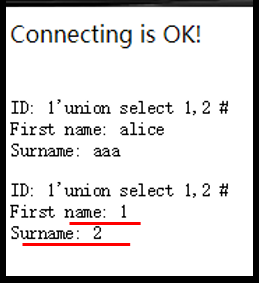 Connecting is OK!
ID: 1'union select 1,2 #
First name: alice
Surname: aaa
ID: 1'union select 1,2 #
First name: 1
Surname: 2